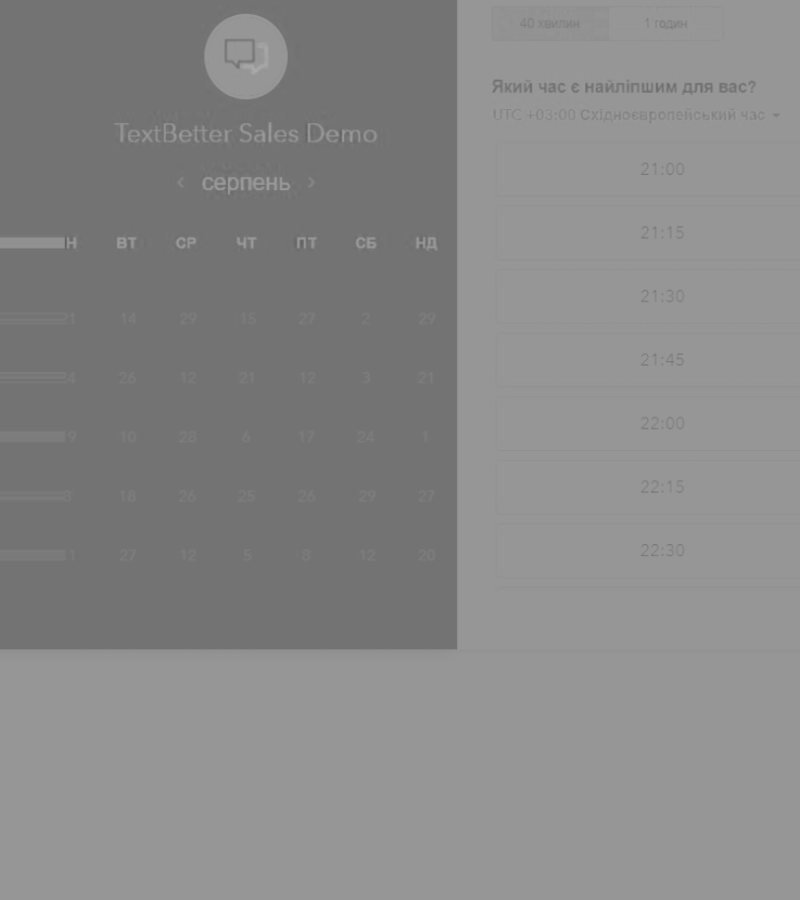 TextBetter Sales Demo
‹ серпень ›
Н ВТ СР ЧТ ПТ СБ НД
1 14 29 15 27 2 29
4 26 12 21 12 3 21
9 10 28 6 17 24 1
8 18 26 25 26 29 27
1 27 12 5 8 12 20
40 хвилин 1 годин
Який час є найліпшим для вас?
UTC +03:00 Східноєвропейський час
21:00
21:15
21:30
21:45
22:00
22:15
22:30